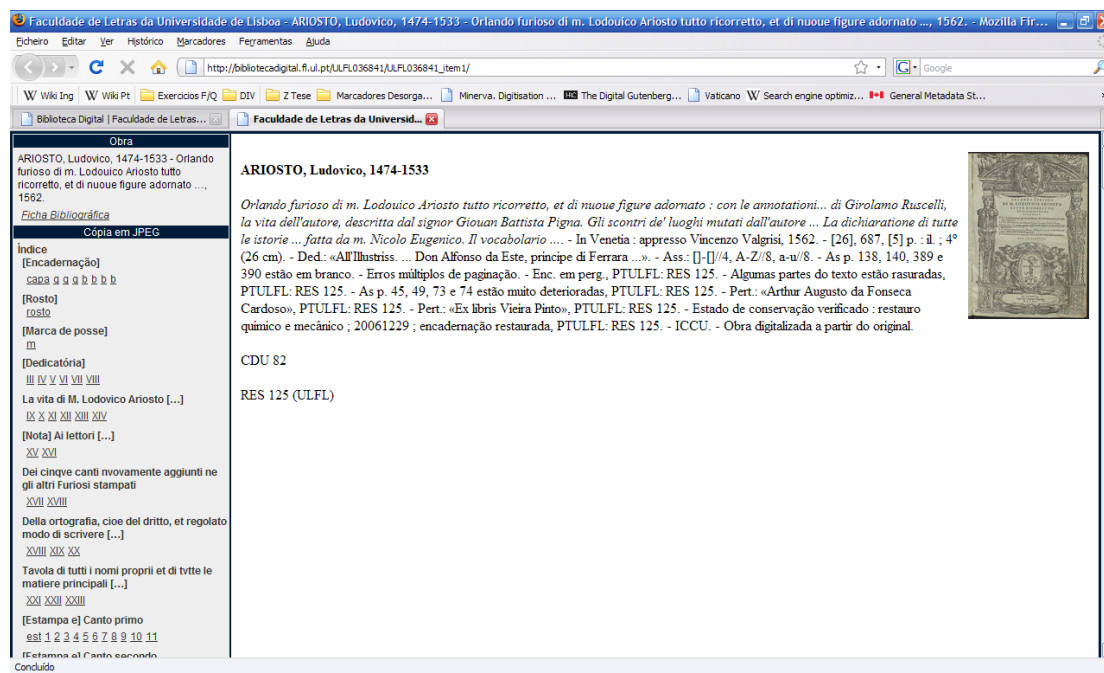 Faculdade de Letras da Universidade de Lisboa - ARIOSTO, Ludovico, 1474-1533 - Orlando furioso di m. Lodouico Ariosto tutto ricorretto, et di nuoue figure adornato ..., 1562. - Mozilla Fir...
Ficheiro Editar Ver Histórico Marcadores Ferramentas Ajuda
http://bibliotecadigital.fl.ul.pt/ULFL036841/ULFL036841_item1/ G Google
W Wiki Ing W Wiki Pt Exercicios F/Q DIV Z Tese Marcadores Desorga... Minerva. Digitisation ... The Digital Gutenberg... Vaticano W Search engine optimiz... General Metadata St...
Biblioteca Digital | Faculdade de Letras... Faculdade de Letras da Universid...
Obra
ARIOSTO, Ludovico, 1474-1533 - Orlando
furioso di m. Lodouico Ariosto tutto
ricorretto, et di nuoue figure adornato ...,
1562.
Ficha Bibliográfica
Cópia em JPEG
Índice
[Encadernação]
capa g g g b b b b
[Rosto]
rosto
[Marca de posse]
m
[Dedicatória]
III IV V VI VII VIII
La vita di M. Lodovico Ariosto [...]
IX X XI XII XIII XIV
[Nota] Ai lettori [...]
XV XVI
Dei cinqve canti nvovamente aggiunti ne
gli altri Furiosi stampati
XVII XVIII
Della ortografia, cioe del dritto, et regolato
modo di scrivere [...]
XVIII XIX XX
Tavola di tutti i nomi proprii et di tvtte le
matiere principali [...]
XXI XXII XXIII
[Estampa e] Canto primo
est 1 2 3 4 5 6 7 8 9 10 11
[Estampa e] Canto secondo
ARIOSTO, Ludovico, 1474-1533
Orlando furioso di m. Lodouico Ariosto tutto ricorretto, et di nuoue figure adornato : con le annotationi... di Girolamo Ruscelli,
la vita dell'autore, descritta dal signor Giouan Battista Pigna. Gli scontri de' luoghi mutati dall'autore ... La dichiaratione di tutte
le istorie ... fatta da m. Nicolo Eugenico. Il vocabolario .... - In Venetia : appresso Vincenzo Valgrisi, 1562. - [26], 687, [5] p. : il. ; 4º
(26 cm). - Ded.: «All'Illustriss. ... Don Alfonso da Este, principe di Ferrara ...». - Ass.: []-[]//4, A-Z//8, a-u//8. - As p. 138, 140, 389 e
390 estão em branco. - Erros múltiplos de paginação. - Enc. em perg., PTULFL: RES 125. - Algumas partes do texto estão rasuradas,
PTULFL: RES 125. - As p. 45, 49, 73 e 74 estão muito deterioradas, PTULFL: RES 125. - Pert.: «Arthur Augusto da Fonseca
Cardoso», PTULFL: RES 125. - Pert.: «Ex libris Vieira Pinto», PTULFL: RES 125. - Estado de conservação verificado : restauro
químico e mecânico ; 20061229 ; encadernação restaurada, PTULFL: RES 125. - ICCU. - Obra digitalizada a partir do original.
CDU 82
RES 125 (ULFL)
Concluído